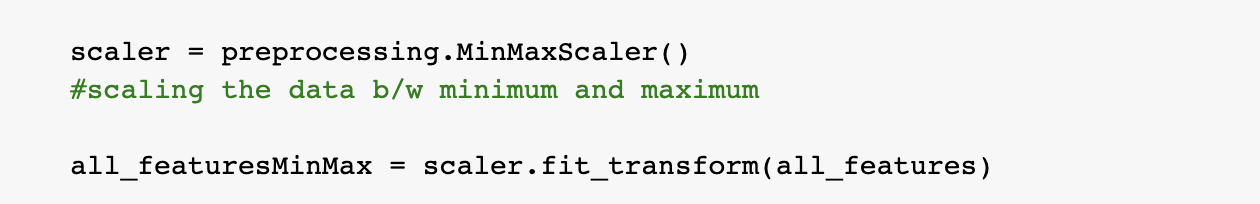 scaler = preprocessing.MinMaxScaler()
#scaling the data b/w minimum and maximum
all_featuresMinMax = scaler.fit_transform(all_features)